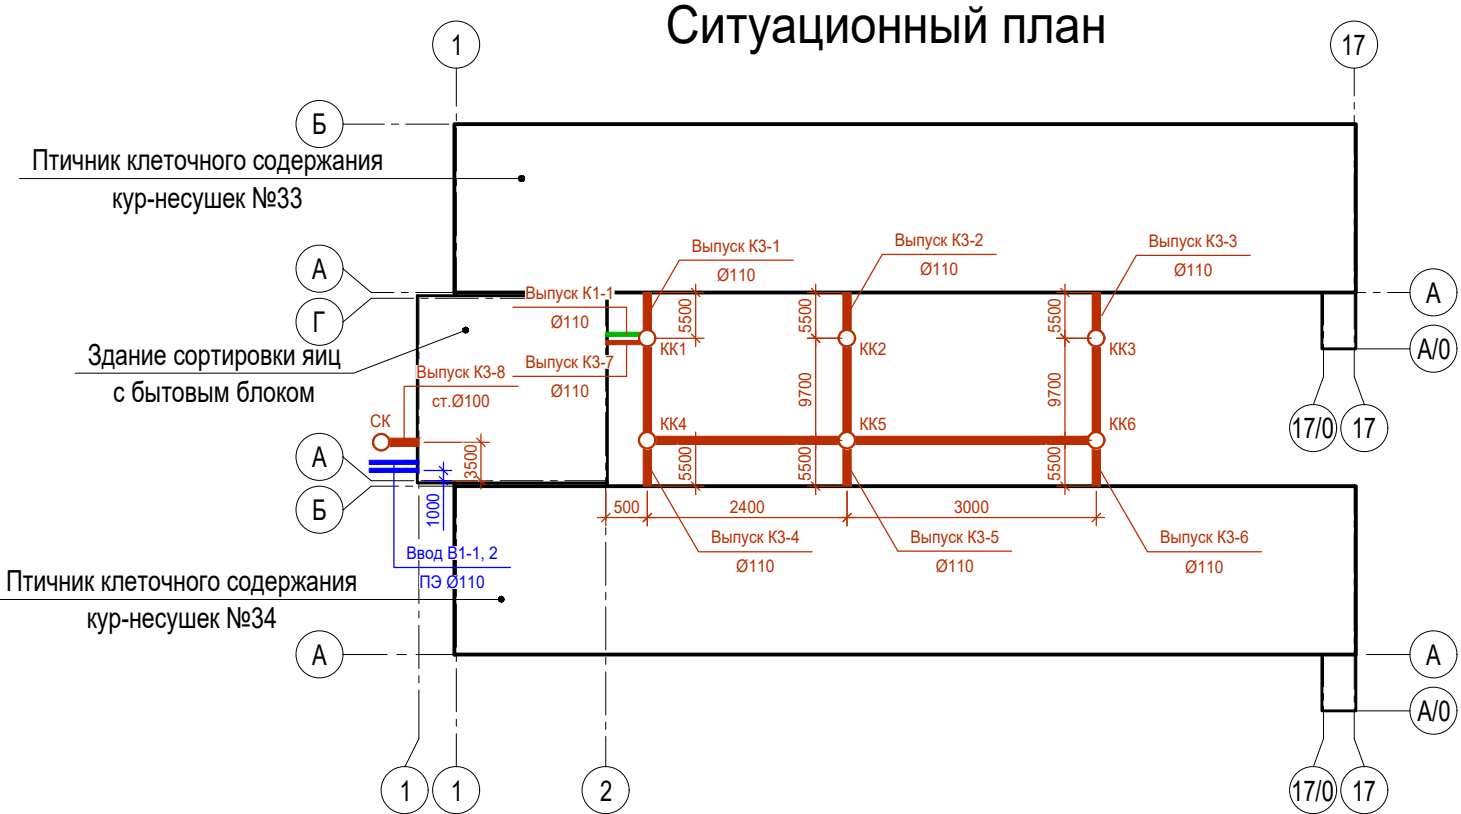 Ситуационный план
1
17
Б
Птичник клеточного содержания
кур-несушек №33
Выпуск К3-1
Ø110
Выпуск К3-2
Ø110
Выпуск К3-3
Ø110
А
Г
Выпуск К1-1
Ø110
5500
5500
5500
А
А/0
КК1
КК2
КК3
Здание сортировки яиц
с бытовым блоком
Выпуск К3-7
Ø110
Выпуск К3-8
ст.Ø100
9700
9700
17/0
17
СК
КК4
КК5
КК6
А
Б
3500
5500
5500
5500
1000
500
2400
3000
Выпуск К3-4
Ø110
Выпуск К3-5
Ø110
Выпуск К3-6
Ø110
Ввод В1-1, 2
ПЭ Ø110
Птичник клеточного содержания
кур-несушек №34
А
А
А/0
1
1
2
17/0
17